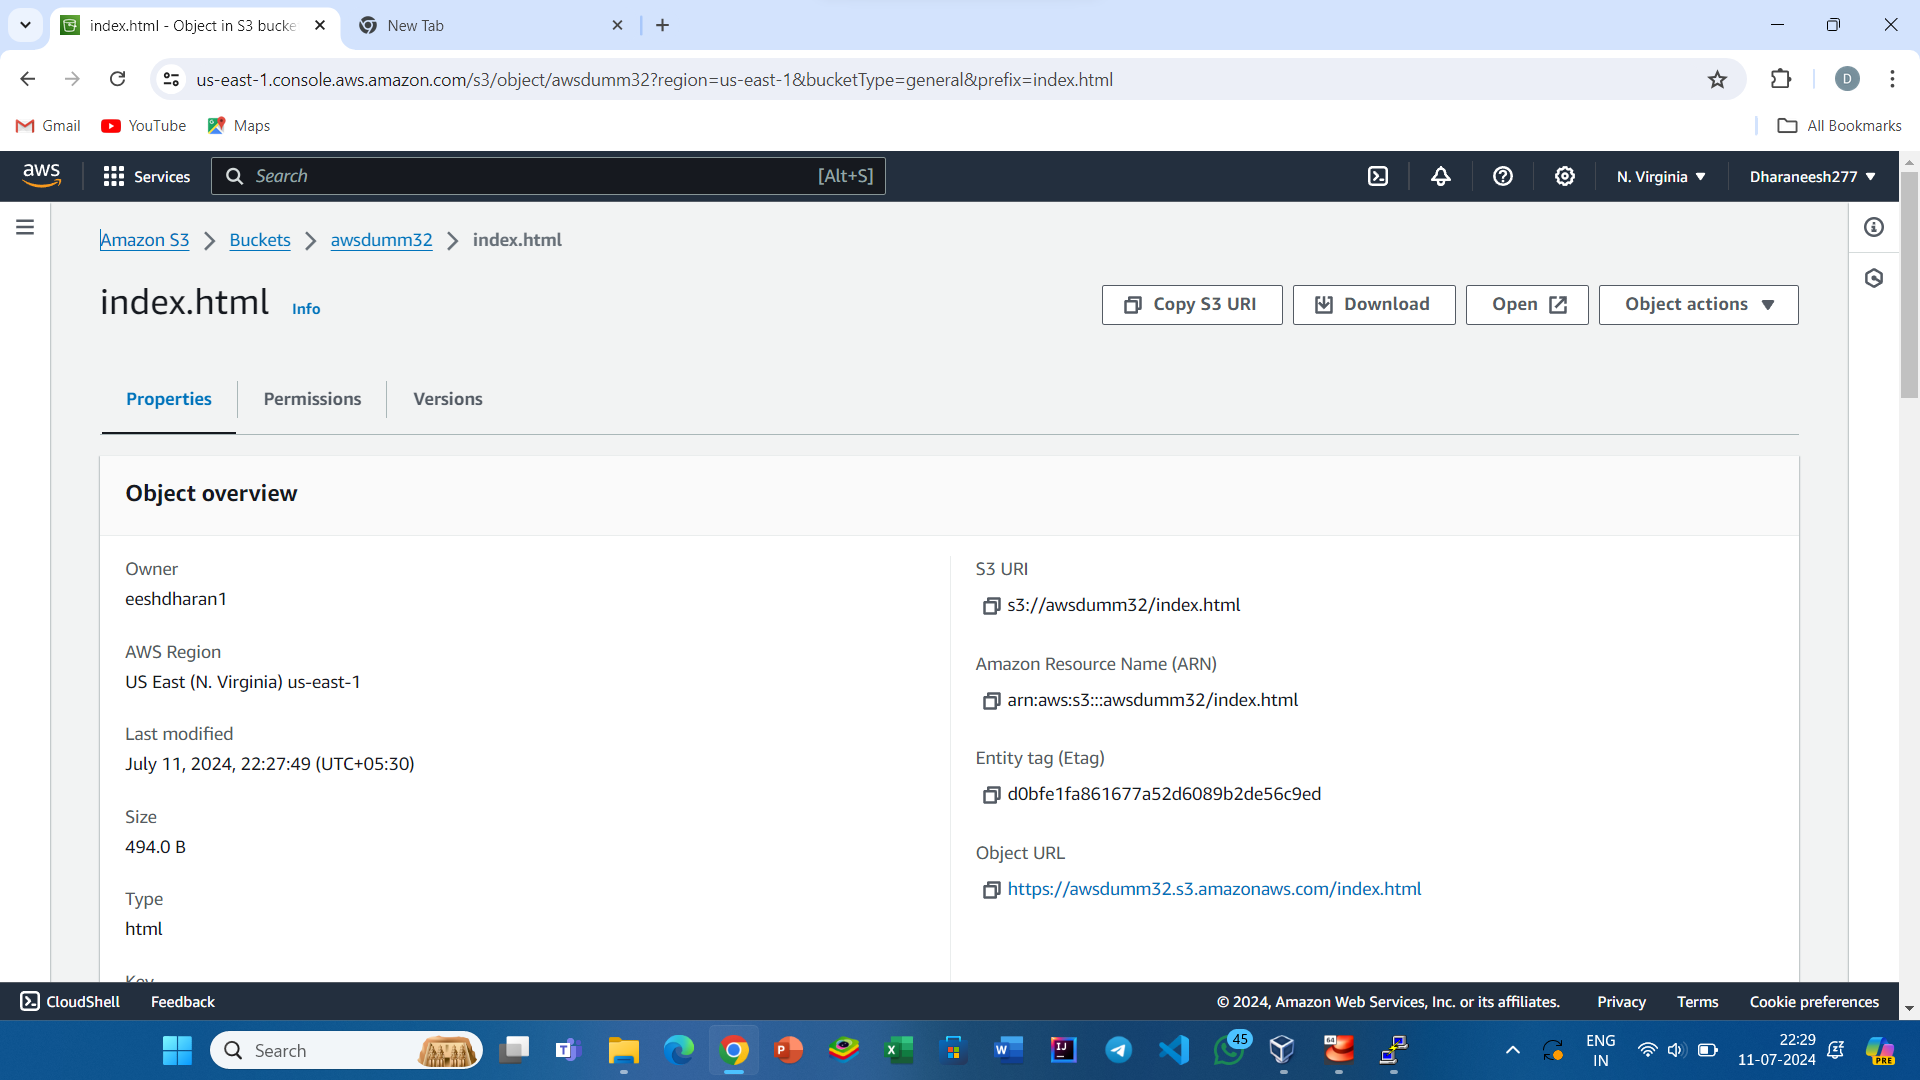 index.html - Object in S3 bucke
New Tab
us-east-1.console.aws.amazon.com/s3/object/awsdumm32?region=us-east-1&bucketType=general&prefix=index.html
D
Gmail YouTube Maps All Bookmarks
aws Services Search [Alt+S] N. Virginia Dharaneesh277
Amazon S3 Buckets awsdumm32 index.html
index.html Info
Copy S3 URI Download Open Object actions
Properties Permissions Versions
Object overview
Owner
eeshdharan1
AWS Region
US East (N. Virginia) us-east-1
Last modified
July 11, 2024, 22:27:49 (UTC+05:30)
Size
494.0 B
Type
html
Key
S3 URI
s3://awsdumm32/index.html
Amazon Resource Name (ARN)
arn:aws:s3:::awsdumm32/index.html
Entity tag (Etag)
d0bfe1fa861677a52d6089b2de56c9ed
Object URL
https://awsdumm32.s3.amazonaws.com/index.html
CloudShell Feedback © 2024, Amazon Web Services, Inc. or its affiliates. Privacy Terms Cookie preferences
Search
45
64
ENG
IN
22:29
11-07-2024
PRE